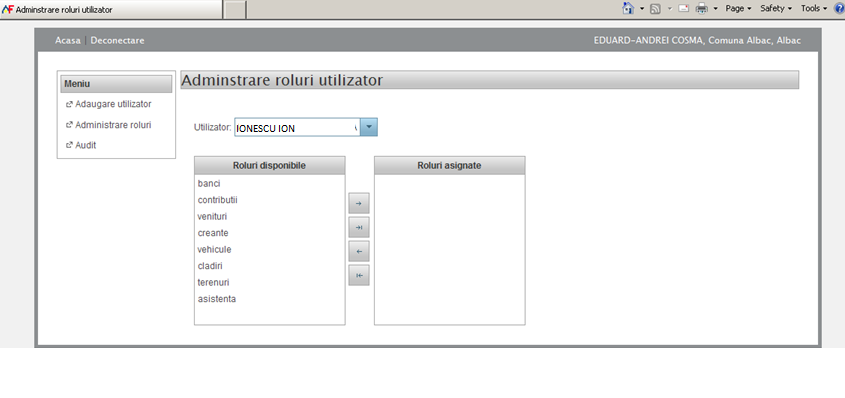 Adminstrare roluri utilizator
Page Safety Tools
Acasa | Deconectare EDUARD-ANDREI COSMA, Comuna Albac, Albac
Meniu
Adaugare utilizator
Administrare roluri
Audit
Adminstrare roluri utilizator
Utilizator: IONESCU ION
Roluri disponibile
banci
contributii
venituri
creante
vehicule
cladiri
terenuri
asistenta
Roluri asignate